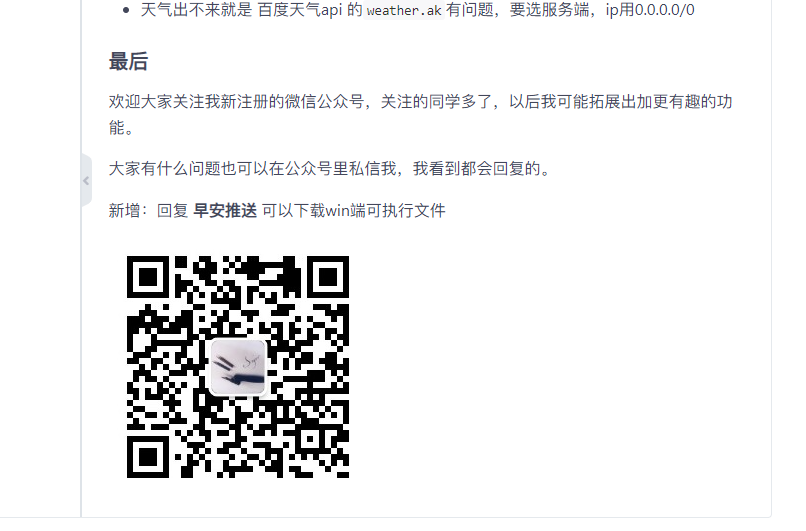 天气出不来就是 百度天气api 的 weather.ak 有问题，要选服务端，ip用0.0.0.0/0
最后
欢迎大家关注我新注册的微信公众号，关注的同学多了，以后我可能拓展出加更有趣的功
能。
大家有什么问题也可以在公众号里私信我，我看到都会回复的。
新增：回复 早安推送 可以下载win端可执行文件